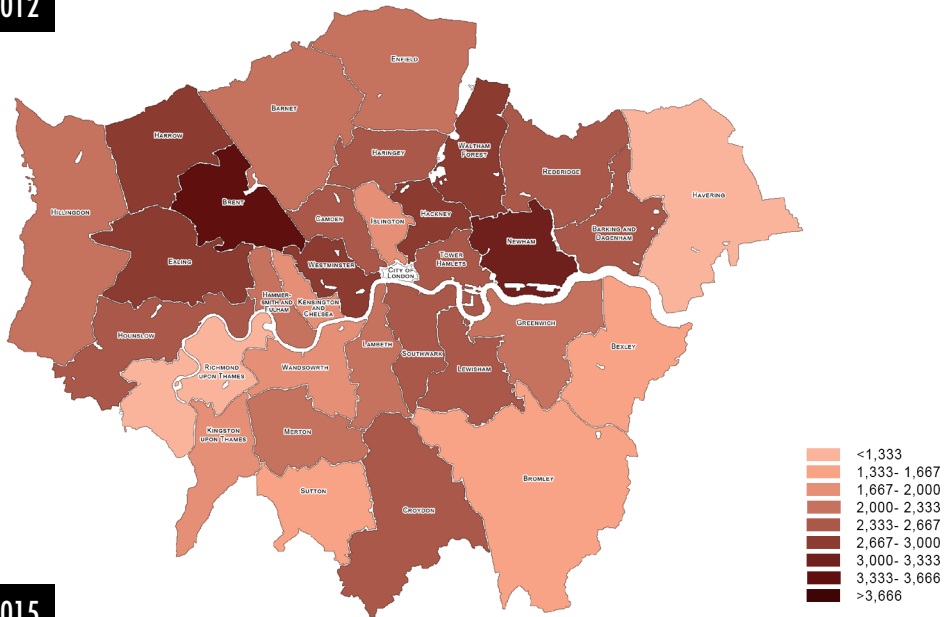 012
ENFIELD
BARNET
HARROW
HARINGEY
WALTHAM
FOREST
REDBRIDGE
HAVERING
HILLINGDON
BRENT
CAMDEN
ISLINGTON
HACKNEY
NEWHAM
BARKING AND
DAGENHAM
EALING
WESTMINSTER
CITY OF
LONDON
TOWER
HAMLETS
HAMMER-
SMITH AND
FULHAM
KENSINGTON
AND
CHELSEA
HOUNSLOW
LAMBETH
SOUTHWARK
GREENWICH
BEXLEY
RICHMOND
UPON THAMES
WANDSOWRTH
LEWISHAM
KINGSTON
UPON THAMES
MERTON
SUTTON
CROYDON
BROMLEY
<1,333
1,333- 1,667
1,667- 2,000
2,000- 2,333
2,333- 2,667
2,667- 3,000
3,000- 3,333
3,333- 3,666
>3,666
015